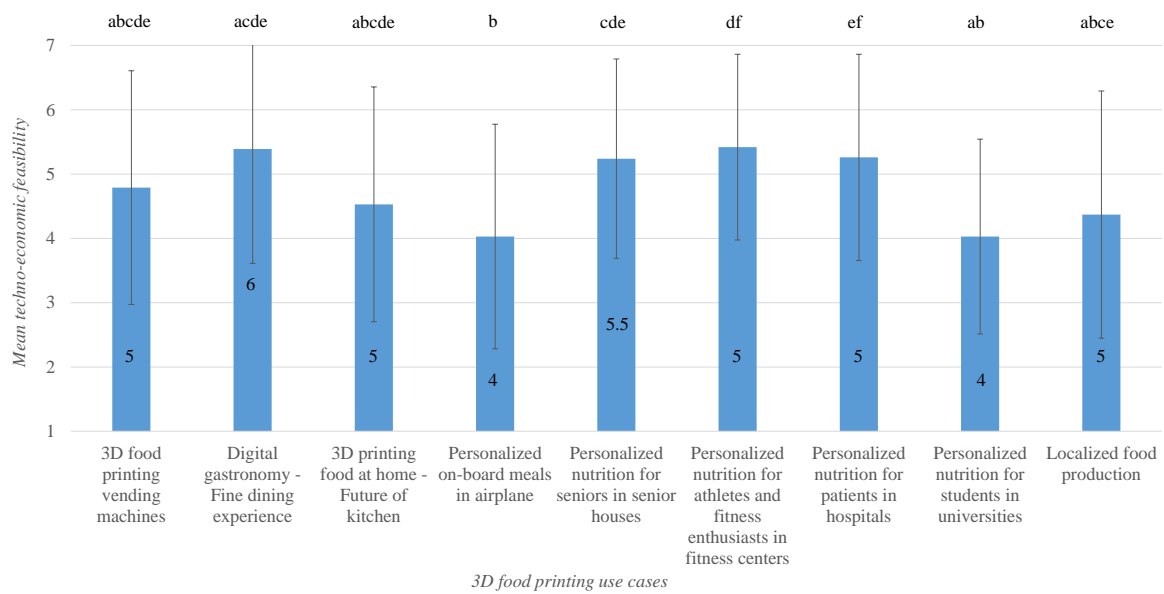 abcde
acde
abcde
b
cde
df
ef
ab
abce
Mean techno-economic feasibility
7
6
5
4
3
2
1
5
6
5
4
5.5
5
5
4
5
3D food
printing
vending
machines
Digital
gastronomy -
Fine dining
experience
3D printing
food at home -
Future of
kitchen
Personalized
on-board meals
in airplane
Personalized
nutrition for
seniors in senior
houses
Personalized
nutrition for
athletes and
fitness
enthusiasts in
fitness centers
Personalized
nutrition for
patients in
hospitals
Personalized
nutrition for
students in
universities
Localized food
production
3D food printing use cases